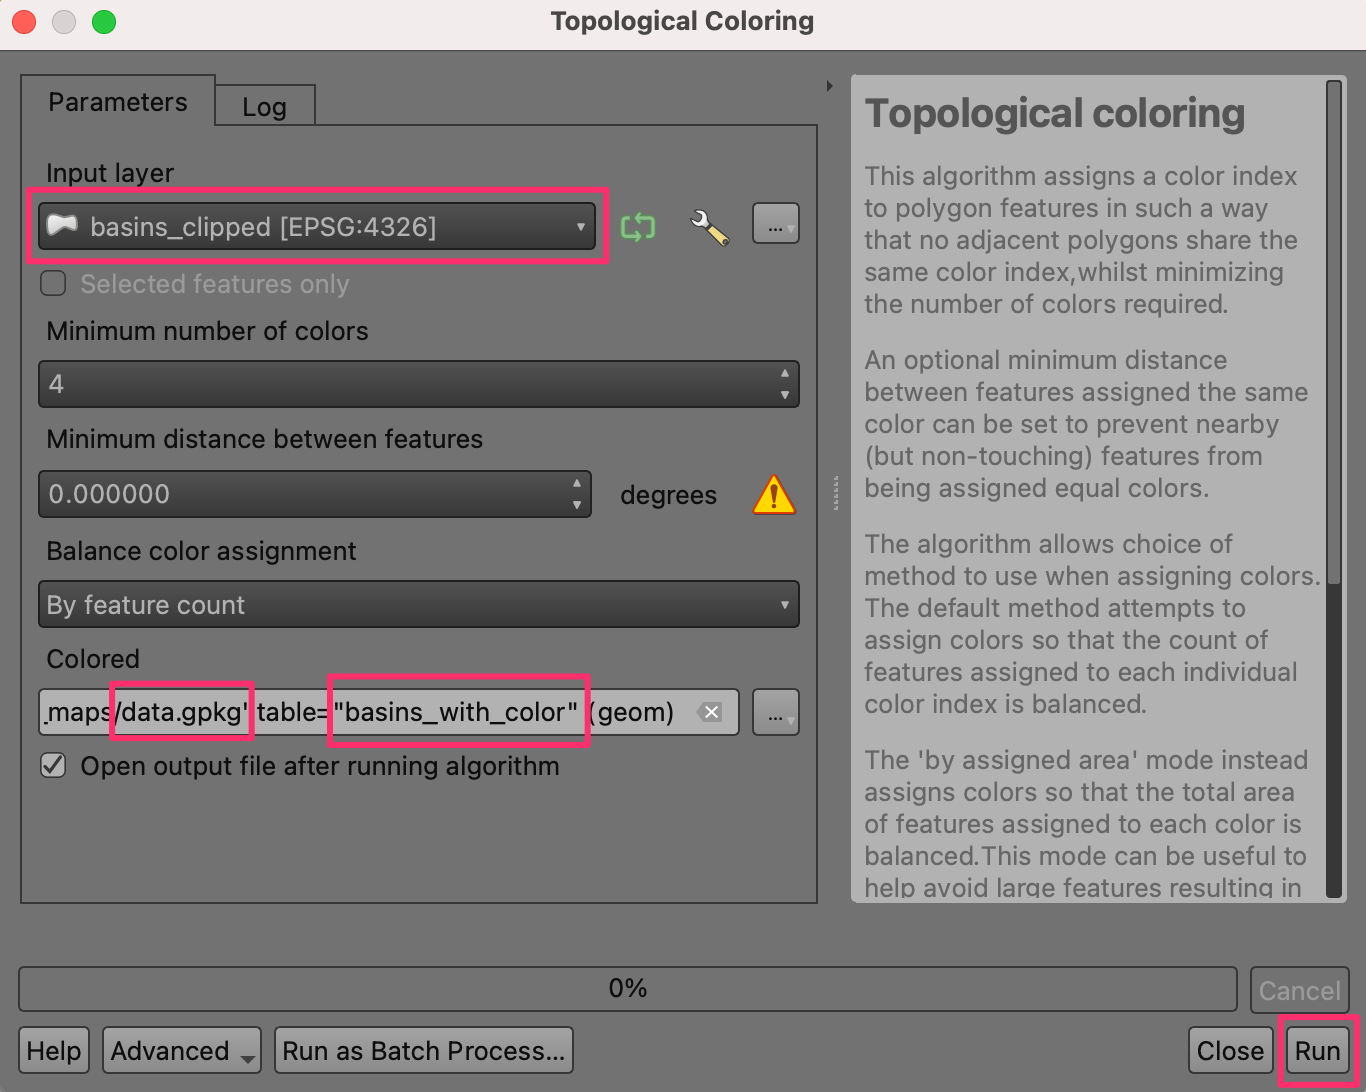 Topological Coloring
Parameters
Log
Input layer
basins_clipped [EPSG:4326]
...
Selected features only
Minimum number of colors
4
Minimum distance between features
0.000000
degrees
Balance color assignment
By feature count
Colored
_maps/data.gpkg' table="basins_with_color" (geom)
...
Open output file after running algorithm
Topological coloring
This algorithm assigns a color index
to polygon features in such a way
that no adjacent polygons share the
same color index,whilst minimizing
the number of colors required.
An optional minimum distance
between features assigned the same
color can be set to prevent nearby
(but non-touching) features from
being assigned equal colors.
The algorithm allows choice of
method to use when assigning colors.
The default method attempts to
assign colors so that the count of
features assigned to each individual
color index is balanced.
The 'by assigned area' mode instead
assigns colors so that the total area
of features assigned to each color is
balanced.This mode can be useful to
help avoid large features resulting in
0%
Cancel
Help
Advanced
Run as Batch Process...
Close
Run